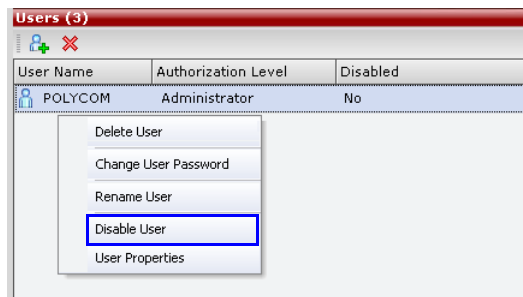 Users (3)
User Name Authorization Level Disabled
POLYCOM Administrator No
Delete User
Change User Password
Rename User
Disable User
User Properties